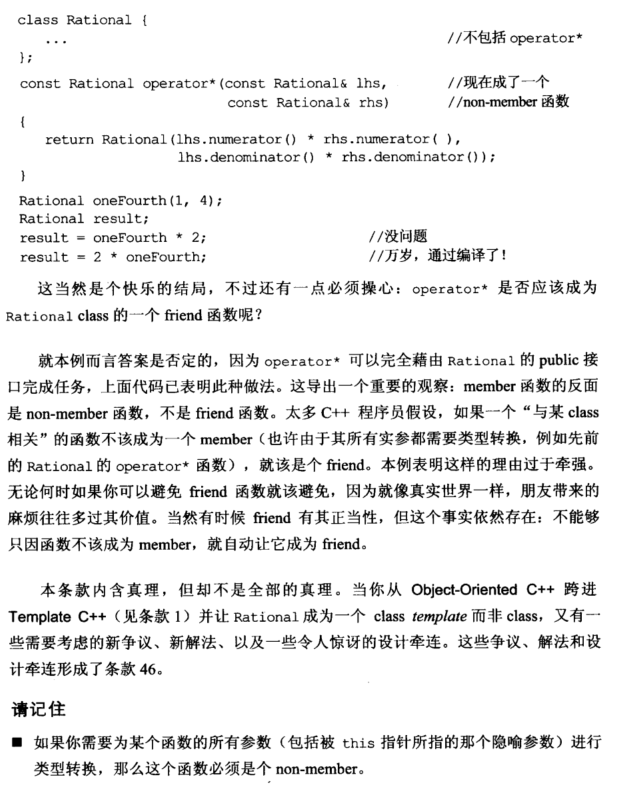 class Rational {
... //不包括 operator*
};
const Rational operator*(const Rational& lhs, //现在成了一个
const Rational& rhs) //non-member 函数
{
return Rational(lhs.numerator() * rhs.numerator( ),
lhs.denominator() * rhs.denominator());
}
Rational oneFourth(1, 4);
Rational result;
result = oneFourth * 2; //没问题
result = 2 * oneFourth; //万岁，通过编译了！
这当然是个快乐的结局，不过还有一点必须操心：operator* 是否应该成为
Rational class 的一个 friend 函数呢？
就本例而言答案是否定的，因为 operator* 可以完全藉由 Rational 的 public 接
口完成任务，上面代码已表明此种做法。这导出一个重要的观察：member 函数的反面
是 non-member 函数，不是 friend 函数。太多 C++ 程序员假设，如果一个“与某 class
相关”的函数不该成为一个 member（也许由于其所有实参都需要类型转换，例如先前
的 Rational 的 operator* 函数），就该是个 friend。本例表明这样的理由过于牵强。
无论何时如果你可以避免 friend 函数就该避免，因为就像真实世界一样，朋友带来的
麻烦往往多过其价值。当然有时候 friend 有其正当性，但这个事实依然存在：不能够
只因函数不该成为 member，就自动让它成为 friend。
本条款内含真理，但却不是全部的真理。当你从 Object-Oriented C++ 跨进
Template C++（见条款 1）并让 Rational 成为一个 class template 而非 class，又有一
些需要考虑的新争议、新解法、以及一些令人惊讶的设计牵连。这些争议、解法和设
计牵连形成了条款 46。
请记住
■ 如果你需要为某个函数的所有参数（包括被 this 指针所指的那个隐喻参数）进行
类型转换，那么这个函数必须是个 non-member。